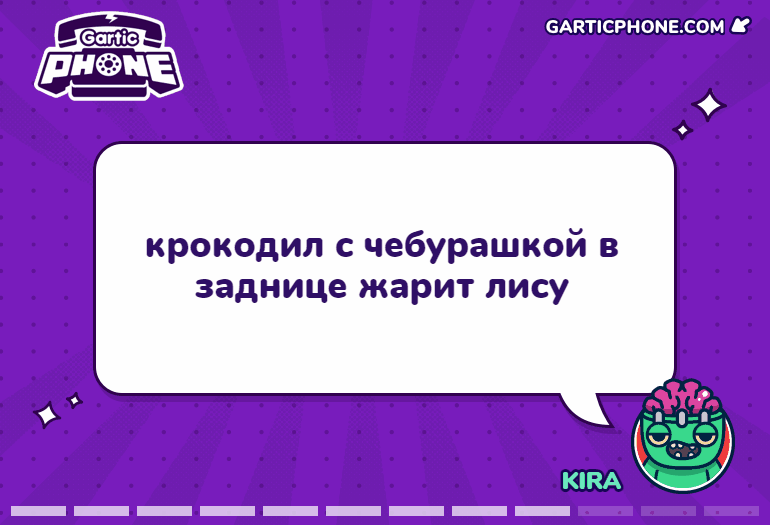 Gartic
PHONE
GARTICPHONE.COM
крокодил с чебурашкой в
заднице жарит лису
KIRA